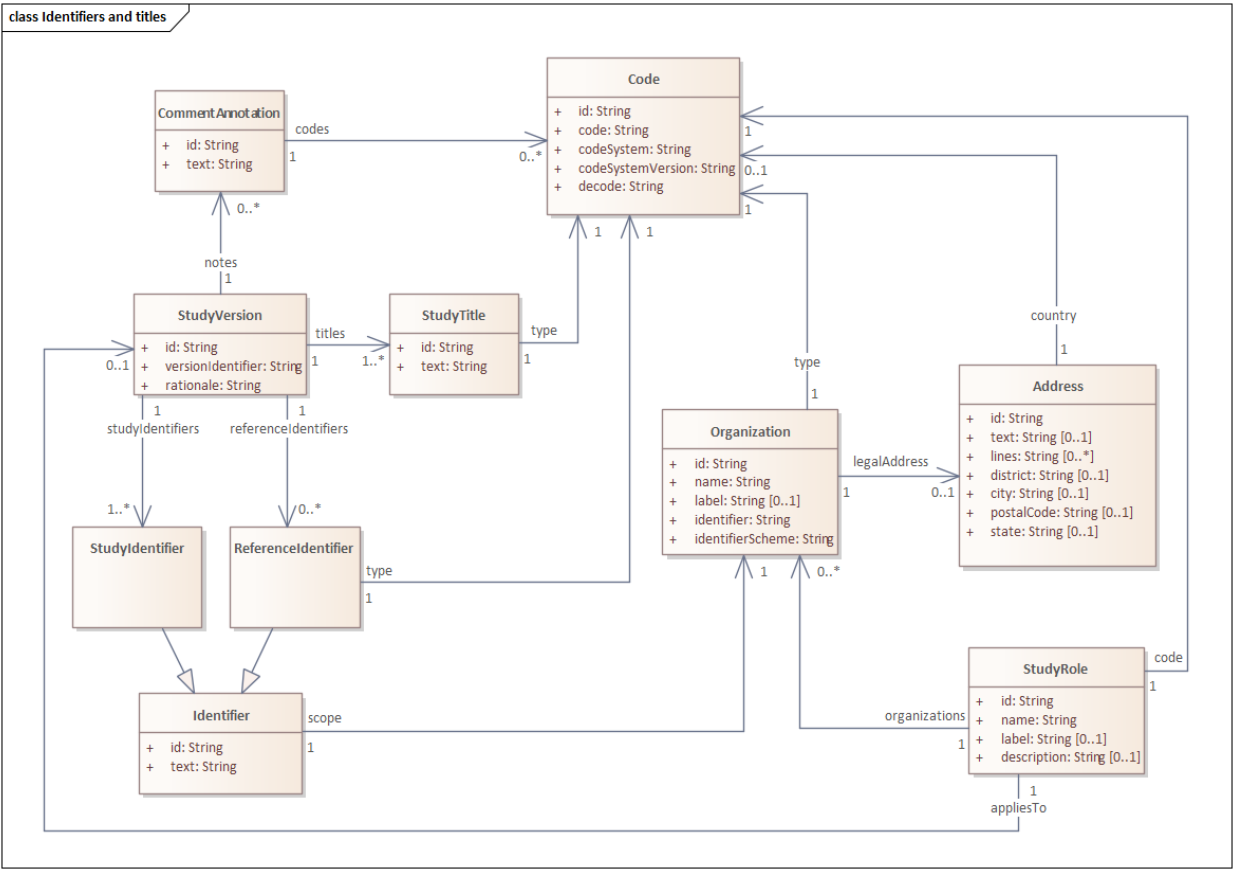 class Identifiers and titles
Code
+ id: String
+ code: String
+ codeSystem: String
+ codeSystemVersion: String
+ decode: String
CommentAnnotation
+ id: String
+ text: String
codes
1
0..*
1
0..1
1
0..*
notes
1
1
1
StudyVersion
+ id: String
+ versionIdentifier: String
+ rationale: String
0..1
titles
1
1..*
StudyTitle
+ id: String
+ text: String
type
1
country
1
type
1
Address
+ id: String
+ text: String [0..1]
+ lines: String [0..*]
+ district: String [0..1]
+ city: String [0..1]
+ postalCode: String [0..1]
+ state: String [0..1]
1
studyIdentifiers
1
referenceIdentifiers
Organization
+ id: String
+ name: String
+ label: String [0..1]
+ identifier: String
+ identifierScheme: String
legalAddress
1
0..1
1..*
0..*
StudyIdentifier
ReferenceIdentifier
type
1
1
0..*
StudyRole
+ id: String
+ name: String
+ label: String [0..1]
+ description: String [0..1]
code
1
Identifier
+ id: String
+ text: String
scope
1
organizations
1
1
appliesTo